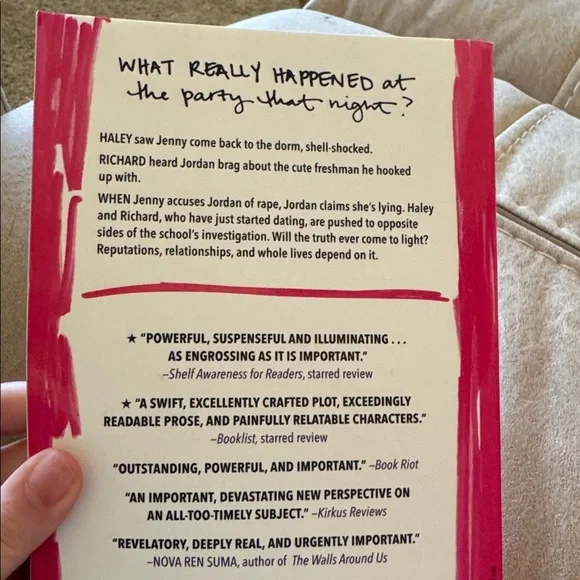 WHAT REALLY HAPPENED at
the party that night?
HALEY saw Jenny come back to the dorm, shell-shocked.
RICHARD heard Jordan brag about the cute freshman he hooked
up with.
WHEN Jenny accuses Jordan of rape, Jordan claims she's lying. Haley
and Richard, who have just started dating, are pushed to opposite
sides of the school's investigation. Will the truth ever come to light?
Reputations, relationships, and whole lives depend on it.
★ "POWERFUL, SUSPENSEFUL AND ILLUMINATING . . .
AS ENGROSSING AS IT IS IMPORTANT."
–Shelf Awareness for Readers, starred review
★ "A SWIFT, EXCELLENTLY CRAFTED PLOT, EXCEEDINGLY
READABLE PROSE, AND PAINFULLY RELATABLE CHARACTERS."
–Booklist, starred review
"OUTSTANDING, POWERFUL, AND IMPORTANT." –Book Riot
"AN IMPORTANT, DEVASTATING NEW PERSPECTIVE ON
AN ALL-TOO-TIMELY SUBJECT." –Kirkus Reviews
"REVELATORY, DEEPLY REAL, AND URGENTLY IMPORTANT."
–NOVA REN SUMA, author of The Walls Around Us